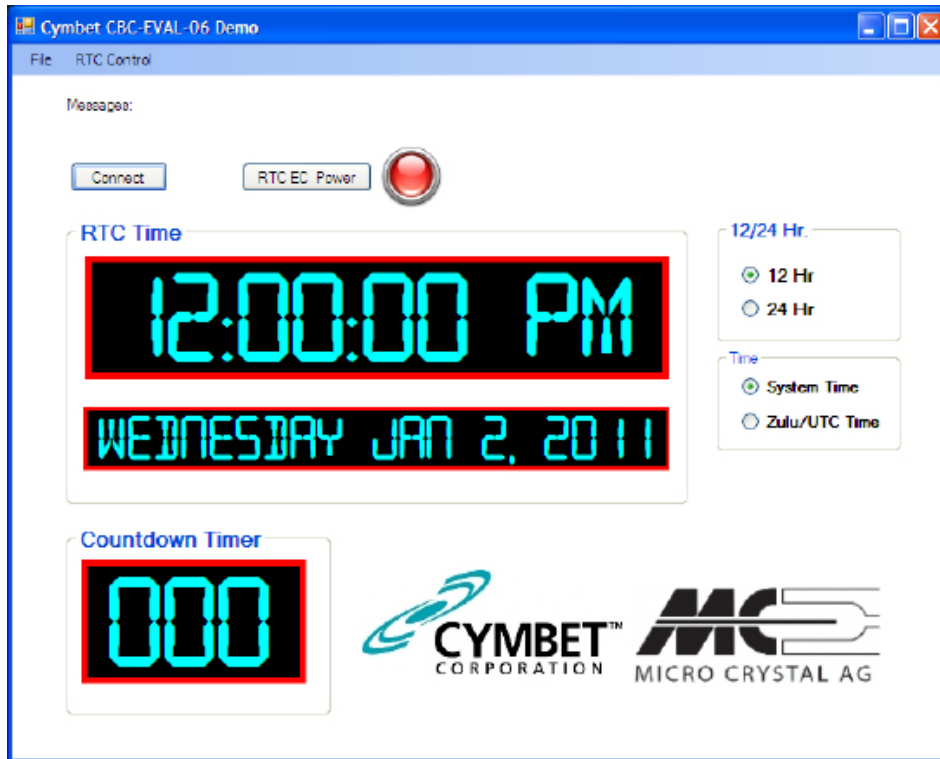 Cymbet CBC-EVAL-06 Demo
File RTC Control
Messages:
Connect RTC EC Power
RTC Time
12:00:00 PM
WEDNESDAY JAN 2, 2011
12/24 Hr.
12 Hr
24 Hr
Time
System Time
Zulu/UTC Time
Countdown Timer
000
CYMBET™
CORPORATION
MC
MICRO CRYSTAL AG